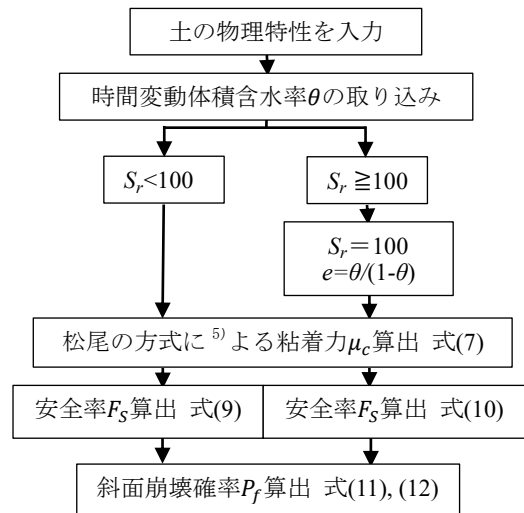 土の物理特性を入力
時間変動体積含水率θの取り込み
Sr<100
Sr≧100
Sr＝100
e=θ/(1-θ)
松尾の方式に 5)よる粘着力μc算出 式(7)
安全率FS算出 式(9)
安全率FS算出 式(10)
斜面崩壊確率Pf算出 式(11), (12)